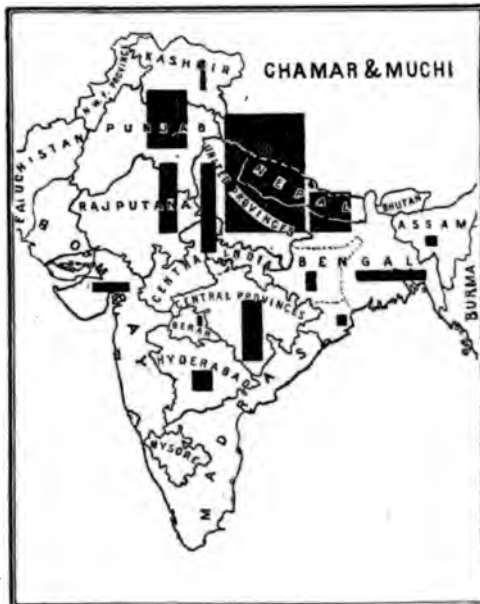 CHAMAR & MUCHI
KASHMIR
N.W. PROVINCE
PUNJAB
BALUCHISTAN
UNITED PROVINCES
NEPAL
BHUTAN
ASSAM
RAJPUTANA
BOMBAY
CENTRAL INDIA
BENGAL
BURMA
CENTRAL PROVINCES
BERAR
HYDERABAD
MADRAS
MYSORE